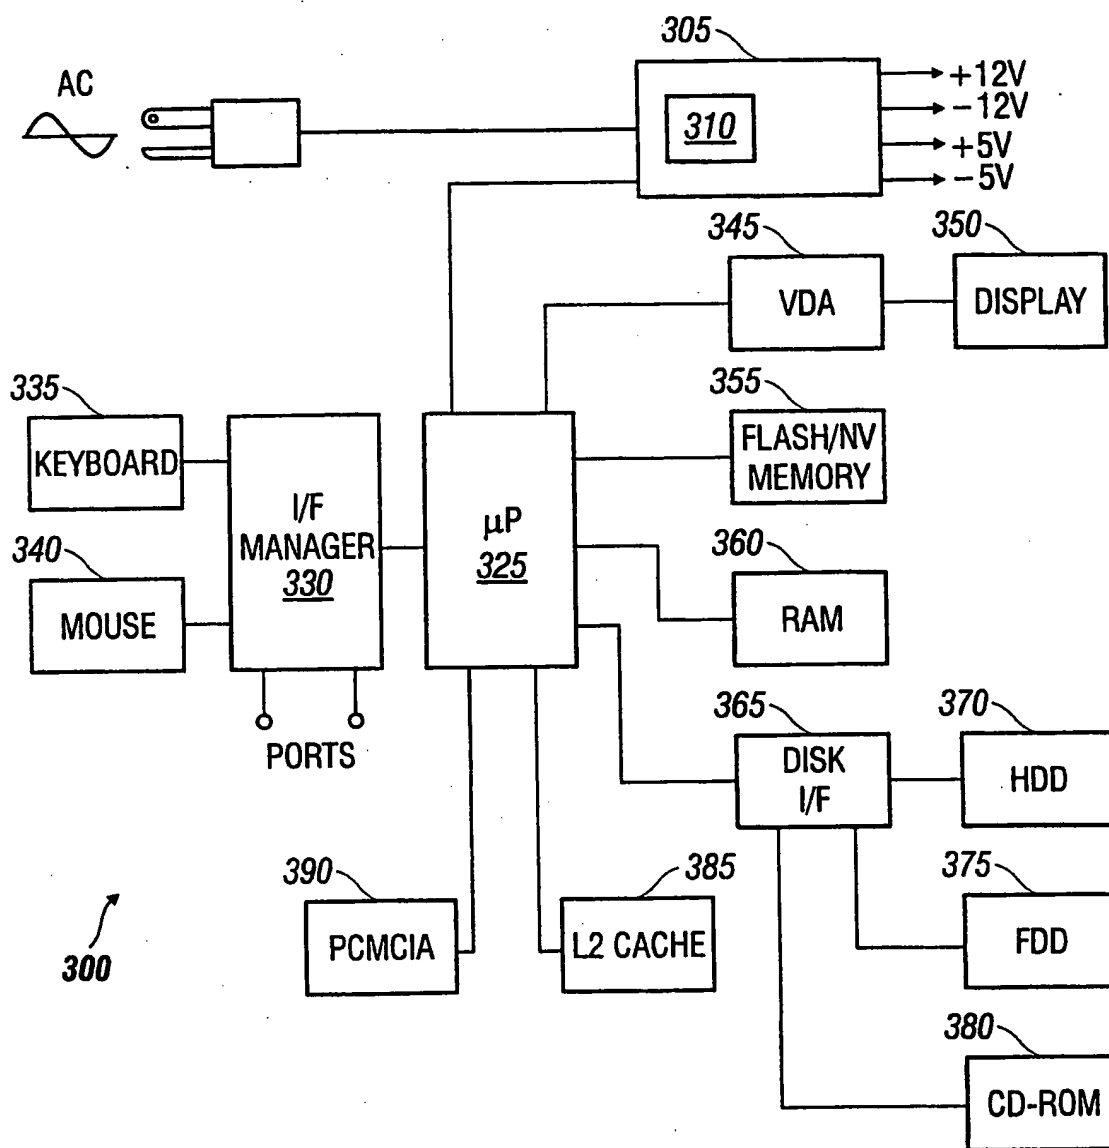 305
AC
+12V
-12V
310
+5V
-5V
345
350
VDA
DISPLAY
335
355
KEYBOARD
FLASH/NV
MEMORY
I/F
MANAGER
330
μP
325
340
360
MOUSE
RAM
PORTS
365
370
DISK
I/F
HDD
390
385
375
PCMCIA
L2 CACHE
FDD
300
380
CD-ROM